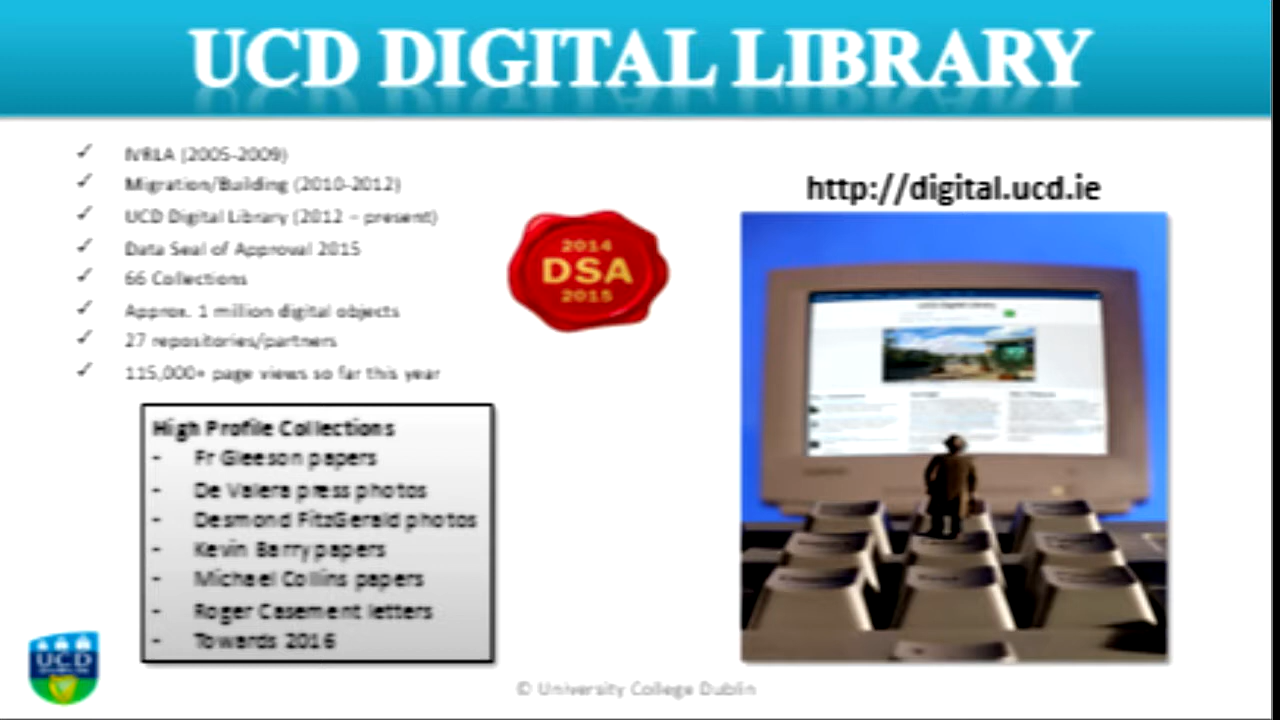 UCD DIGITAL LIBRARY
✓ IVRLA (2005-2009)
✓ Migration/Building (2010-2012)
✓ UCD Digital Library (2012 – present)
✓ Data Seal of Approval 2015
✓ 66 Collections
✓ Approx. 1 million digital objects
✓ 27 repositories/partners
✓ 115,000+ page views so far this year
2014
DSA
2015
http://digital.ucd.ie
UCD Digital Library
High Profile Collections
- Fr Gleeson papers
- De Valera press photos
- Desmond FitzGerald photos
- Kevin Barry papers
- Michael Collins papers
- Roger Casement letters
- Towards 2016
UCD
© University College Dublin